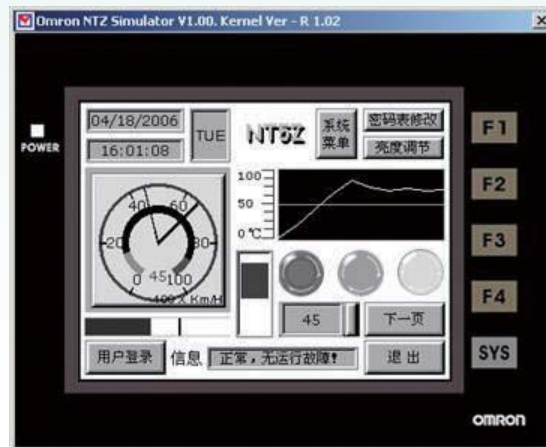 Omron NTZ Simulator V1.00. Kernel Ver - R 1.02
POWER
04/18/2006
16:01:08
TUE
NT5Z
系统
菜单
密码表修改
亮度调节
100
50
0 ℃
0
20
40
60
80
100
45
100 X Km/H
45
下一页
用户登录
信息
正常，无运行故障!
退 出
F1
F2
F3
F4
SYS
OMRON